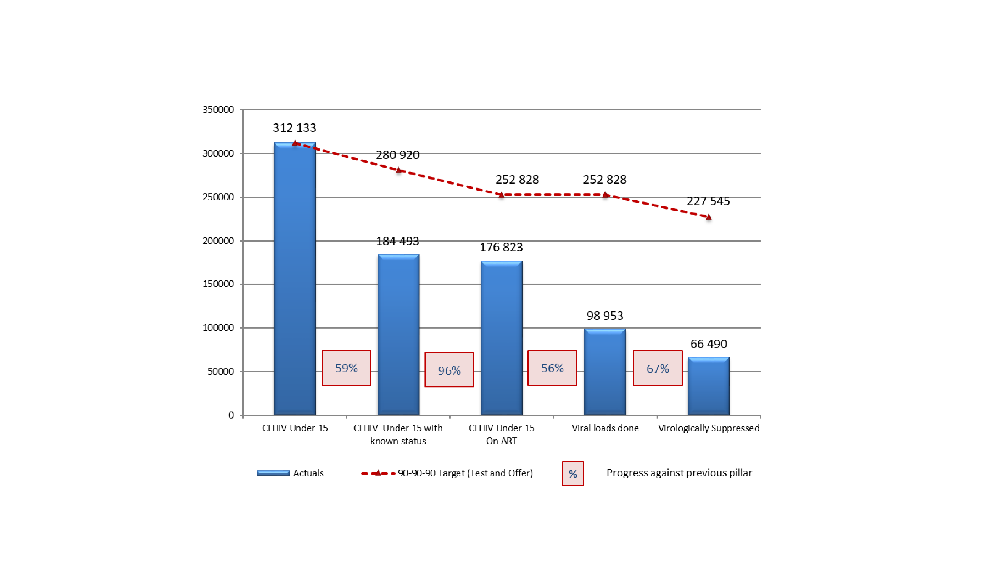 350000
312 133
300000
280 920
252 828
252 828
250000
227 545
200000
184 493
176 823
150000
98 953
100000
66 490
59%
96%
56%
67%
50000
0
CLHIV Under 15
CLHIV Under 15 with
known status
CLHIV Under 15
On ART
Viral loads done
Virologically Suppressed
Actuals
90-90-90 Target (Test and Offer)
%
Progress against previous pillar